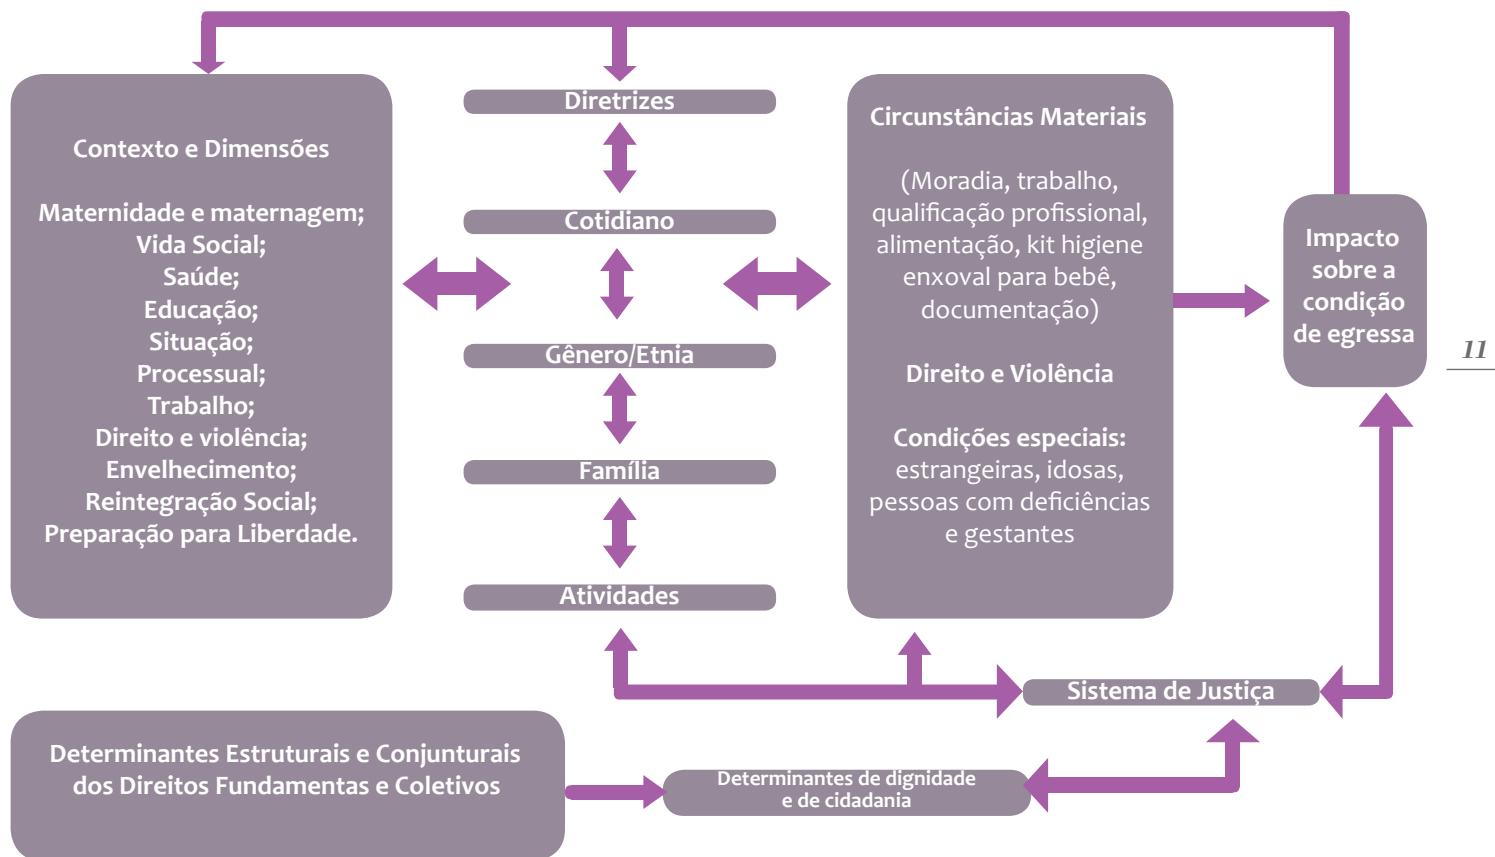 Contexto e Dimensões
Maternidade e maternagem;
Vida Social;
Saúde;
Educação;
Situação;
Processual;
Trabalho;
Direito e violência;
Envelhecimento;
Reintegração Social;
Preparação para Liberdade.
Diretrizes
Cotidiano
Gênero/Etnia
Família
Atividades
Circunstâncias Materiais
(Moradia, trabalho,
qualificação profissional,
alimentação, kit higiene
enxoval para bebê,
documentação)
Direito e Violência
Condições especiais:
estrangeiras, idosas,
pessoas com deficiências
e gestantes
Impacto
sobre a
condição
de egressa
11
Sistema de Justiça
Determinantes Estruturais e Conjunturais
dos Direitos Fundamentas e Coletivos
Determinantes de dignidade
e de cidadania